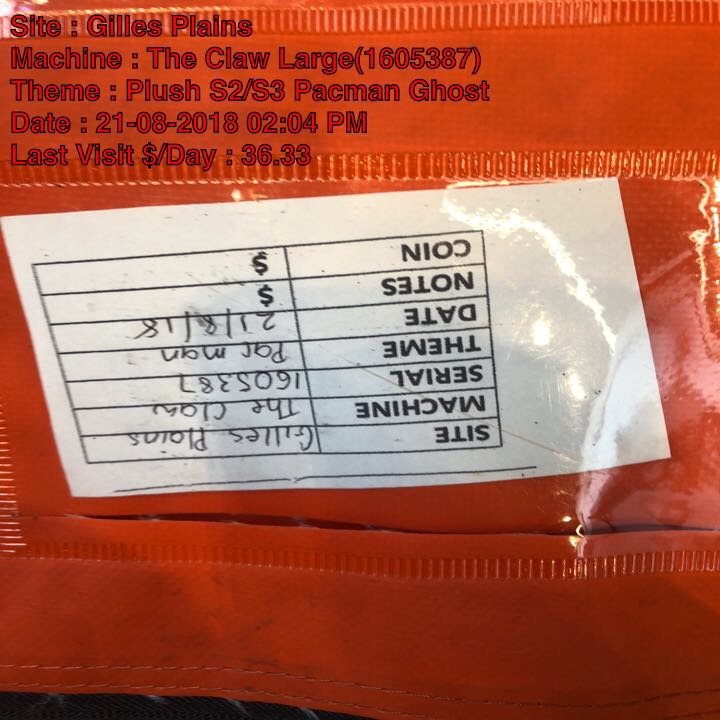 Site : Gilles Plains
Machine : The Claw Large(1605387)
Theme : Plush S2/S3 Pacman Ghost
Date : 21-08-2018 02:04 PM
Last Visit $/Day : 36.33
SITE Gilles Plains
MACHINE The Claw
SERIAL 1605387
THEME Pac man
DATE 21/8/18
NOTES $
COIN $